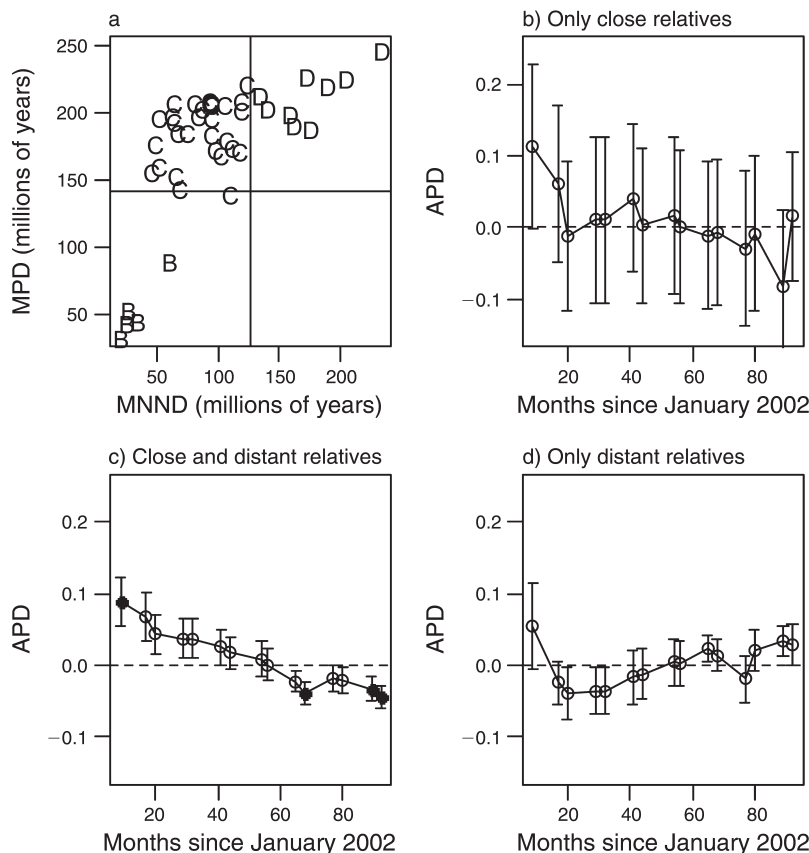 a
MPD (millions of years)
250
200
150
100
50
C C C C C C C C C C C C C C C C C C C C C C C C C C
D D D D D D D D D
B B B B B
50 100 150 200
MNND (millions of years)
b) Only close relatives
APD
0.2
0.1
0.0
−0.1
20 40 60 80
Months since January 2002
c) Close and distant relatives
APD
0.2
0.1
0.0
−0.1
20 40 60 80
Months since January 2002
d) Only distant relatives
APD
0.2
0.1
0.0
−0.1
20 40 60 80
Months since January 2002